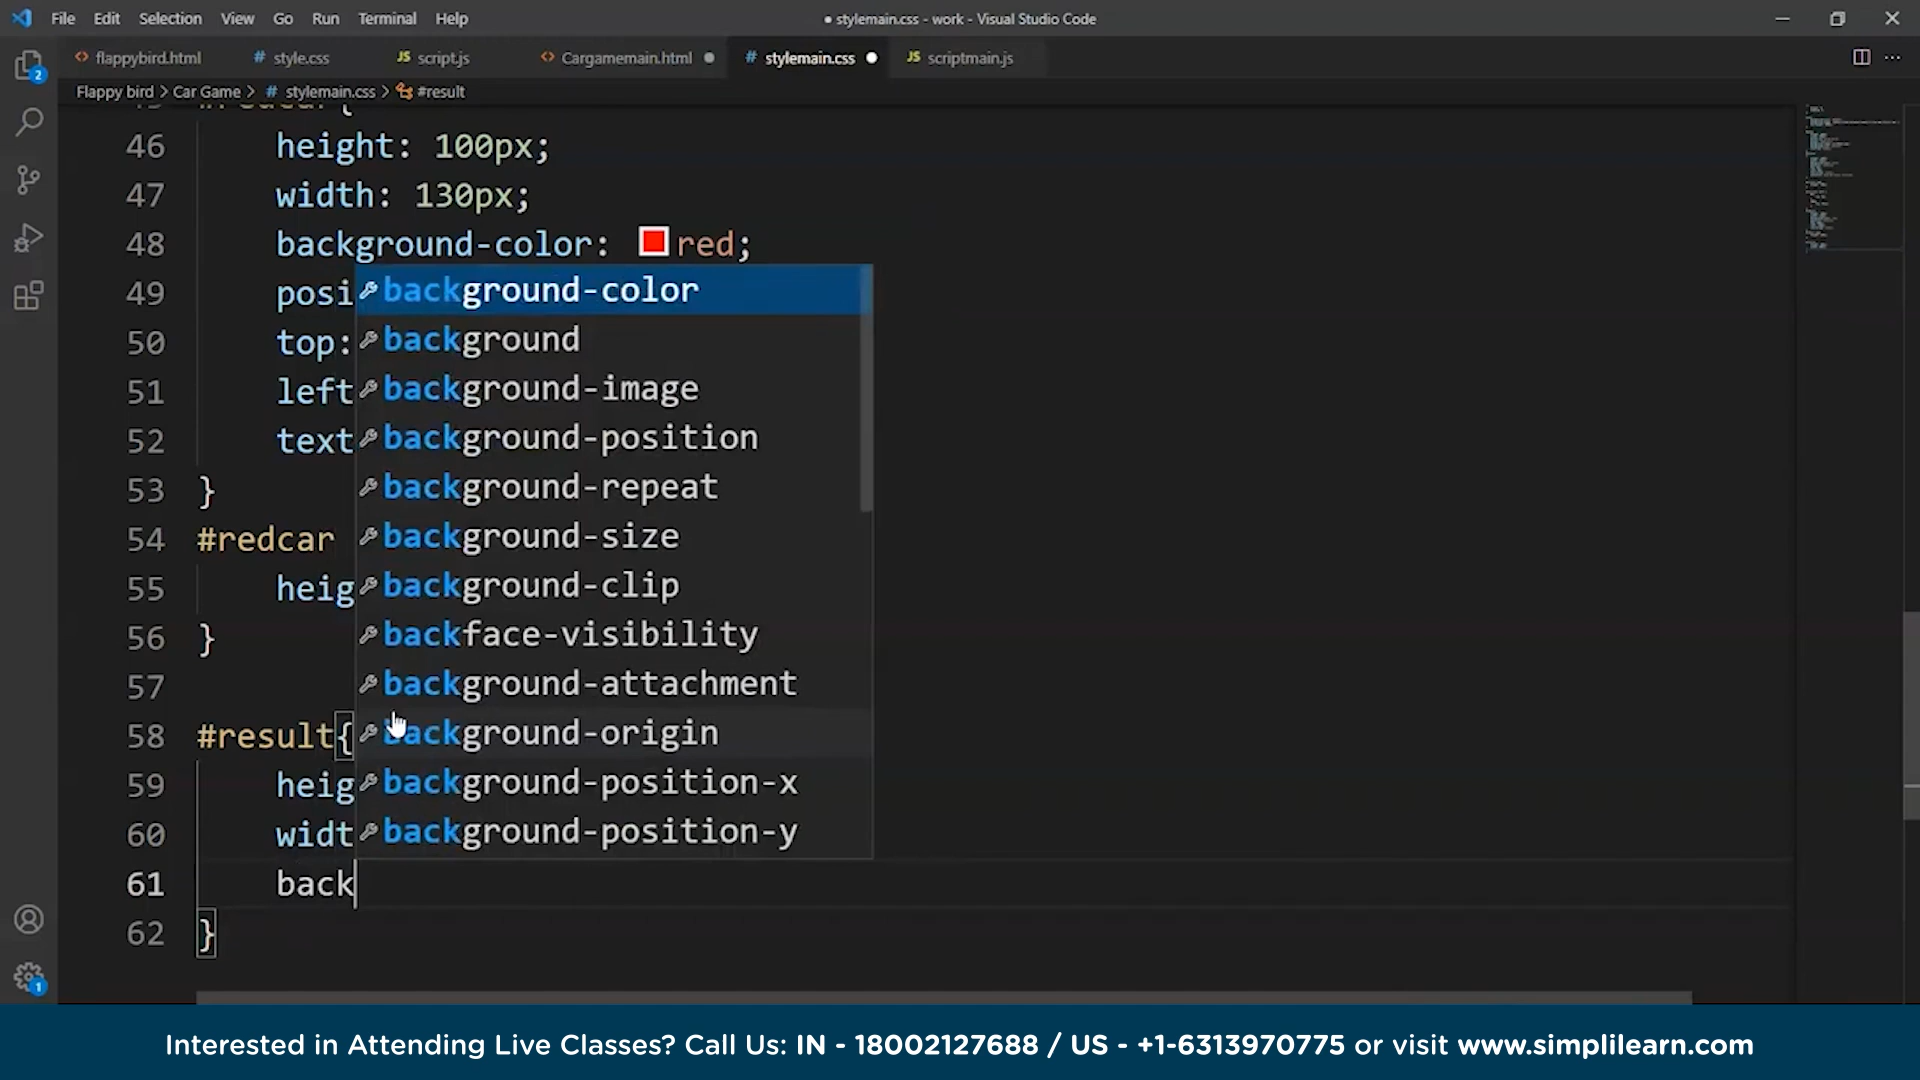 File Edit Selection View Go Run Terminal Help
● stylemain.css - work - Visual Studio Code
2
<> flappybird.html
# style.css
JS script.js
<> Cargamemain.html ●
# stylemain.css ●
JS scriptmain.js
Flappy bird > Car Game > # stylemain.css > #result
46 height: 100px;
47 width: 130px;
48 background-color: red;
background-color
49 posi
background
50 top:
background-image
51 left
background-position
52 text
background-repeat
53 }
background-size
54 #redcar
background-clip
55 heig
backface-visibility
56 }
background-attachment
57
background-origin
58 #result{
background-position-x
59 heig
background-position-y
60 widt
61 back
62 }
1
Interested in Attending Live Classes? Call Us: IN - 18002127688 / US - +1-6313970775 or visit www.simplilearn.com